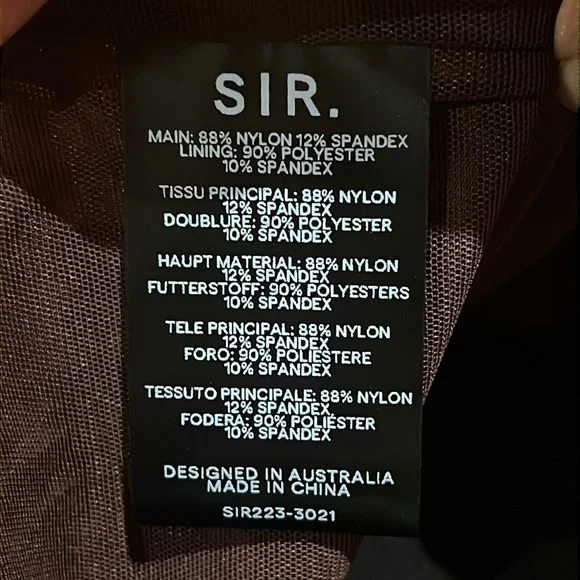 SIR.
MAIN: 88% NYLON 12% SPANDEX
LINING: 90% POLYESTER
10% SPANDEX
TISSU PRINCIPAL: 88% NYLON
12% SPANDEX
DOUBLURE: 90% POLYESTER
10% SPANDEX
HAUPT MATERIAL: 88% NYLON
12% SPANDEX
FUTTERSTOFF: 90% POLYESTERS
10% SPANDEX
TELE PRINCIPAL: 88% NYLON
12% SPANDEX
FORO: 90% POLIESTERE
10% SPANDEX
TESSUTO PRINCIPALE: 88% NYLON
12% SPANDEX
FODERA: 90% POLIESTER
10% SPANDEX
DESIGNED IN AUSTRALIA
MADE IN CHINA
SIR223-3021